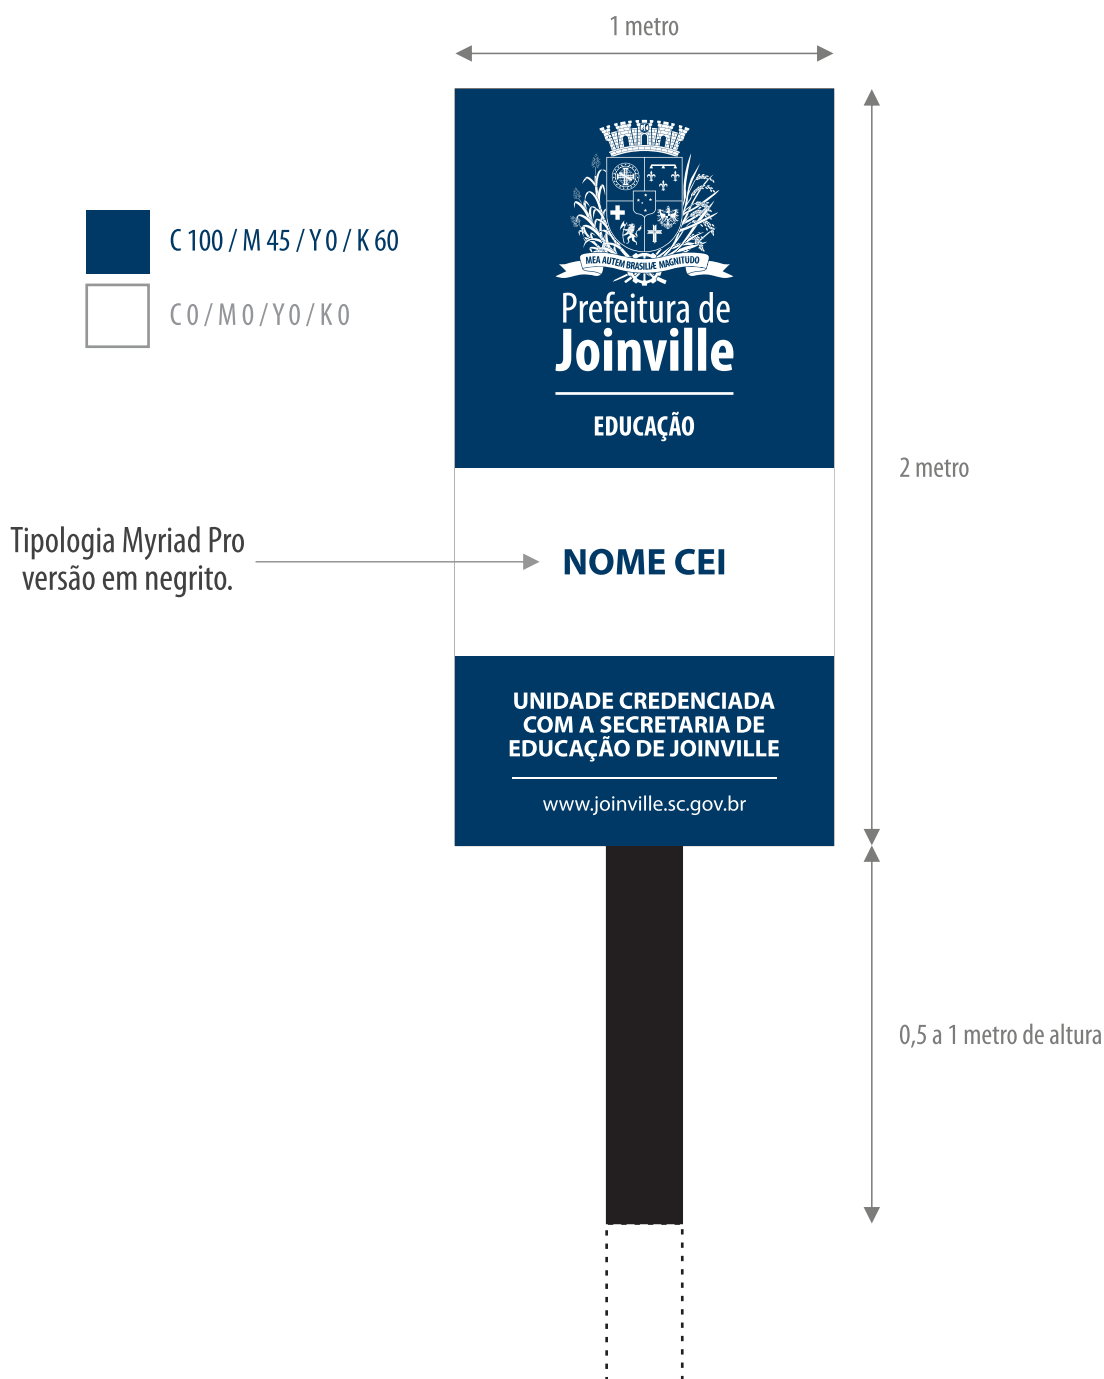 1 metro
C 100 / M 45 / Y 0 / K 60
C 0 / M 0 / Y 0 / K 0
MEA AUTEM BRASILIÆ MAGNITUDO
Prefeitura de
Joinville
EDUCAÇÃO
2 metro
Tipologia Myriad Pro
versão em negrito.
NOME CEI
UNIDADE CREDENCIADA
COM A SECRETARIA DE
EDUCAÇÃO DE JOINVILLE
www.joinville.sc.gov.br
0,5 a 1 metro de altura